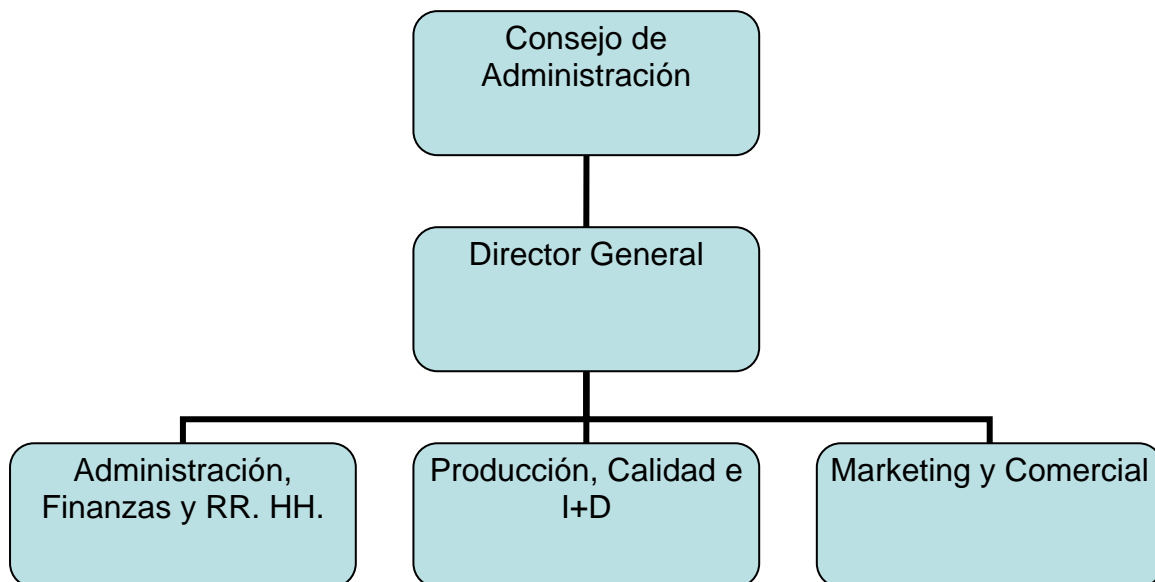 Consejo de
Administración
Director General
Administración,
Finanzas y RR. HH.
Producción, Calidad e
I+D
Marketing y Comercial